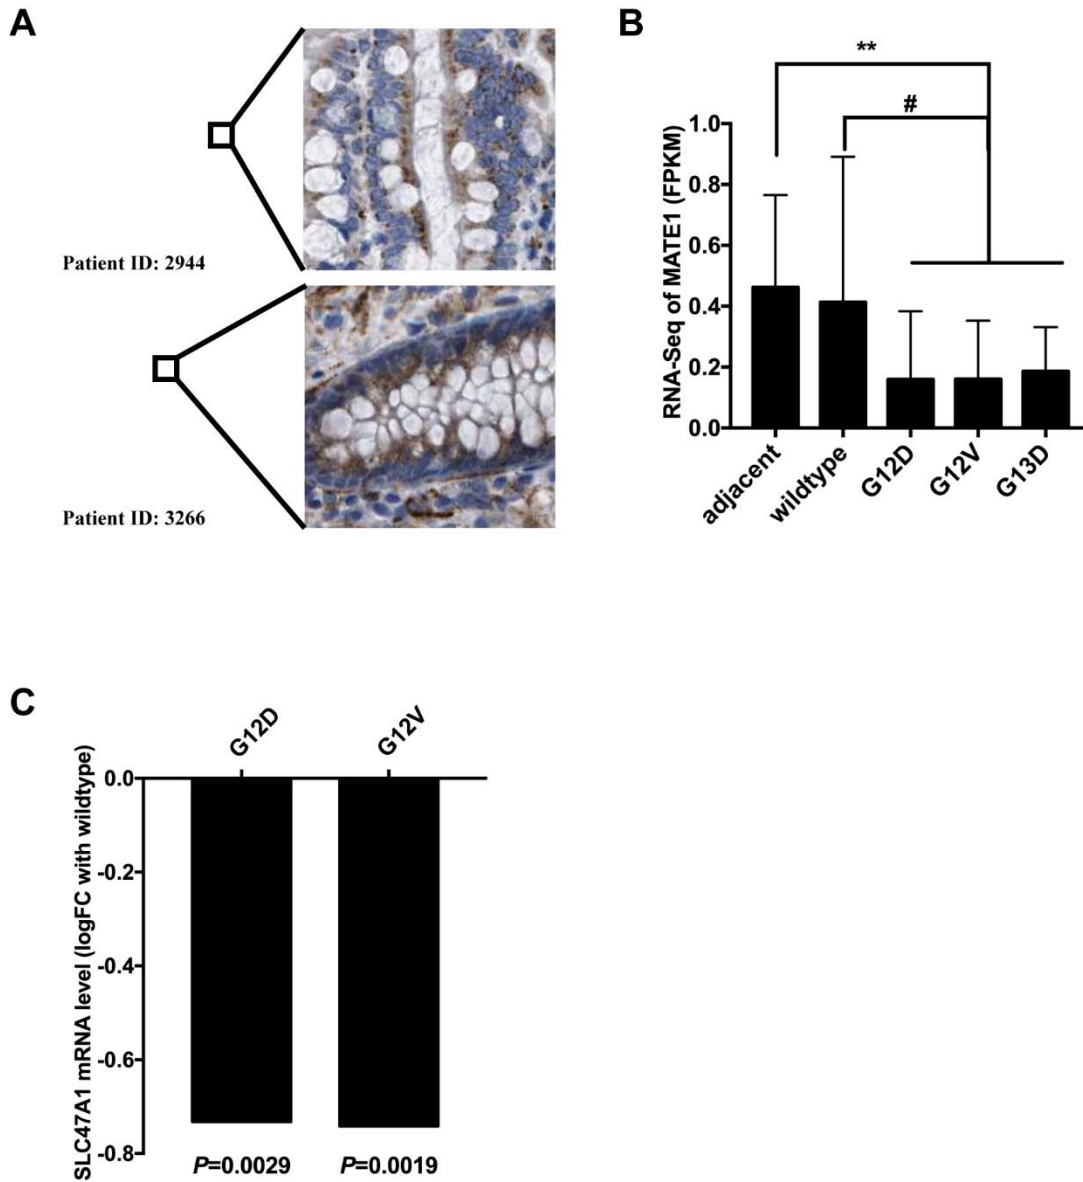 A
Patient ID: 2944
Patient ID: 3266
B
**
#
RNA-Seq of MATE1 (FPKM)
1.0
0.8
0.6
0.4
0.2
0.0
adjacent
wildtype
G12D
G12V
G13D
C
G12D
G12V
SLC47A1 mRNA level (logFC with wildtype)
0.0
-0.2
-0.4
-0.6
-0.8
P=0.0029
P=0.0019